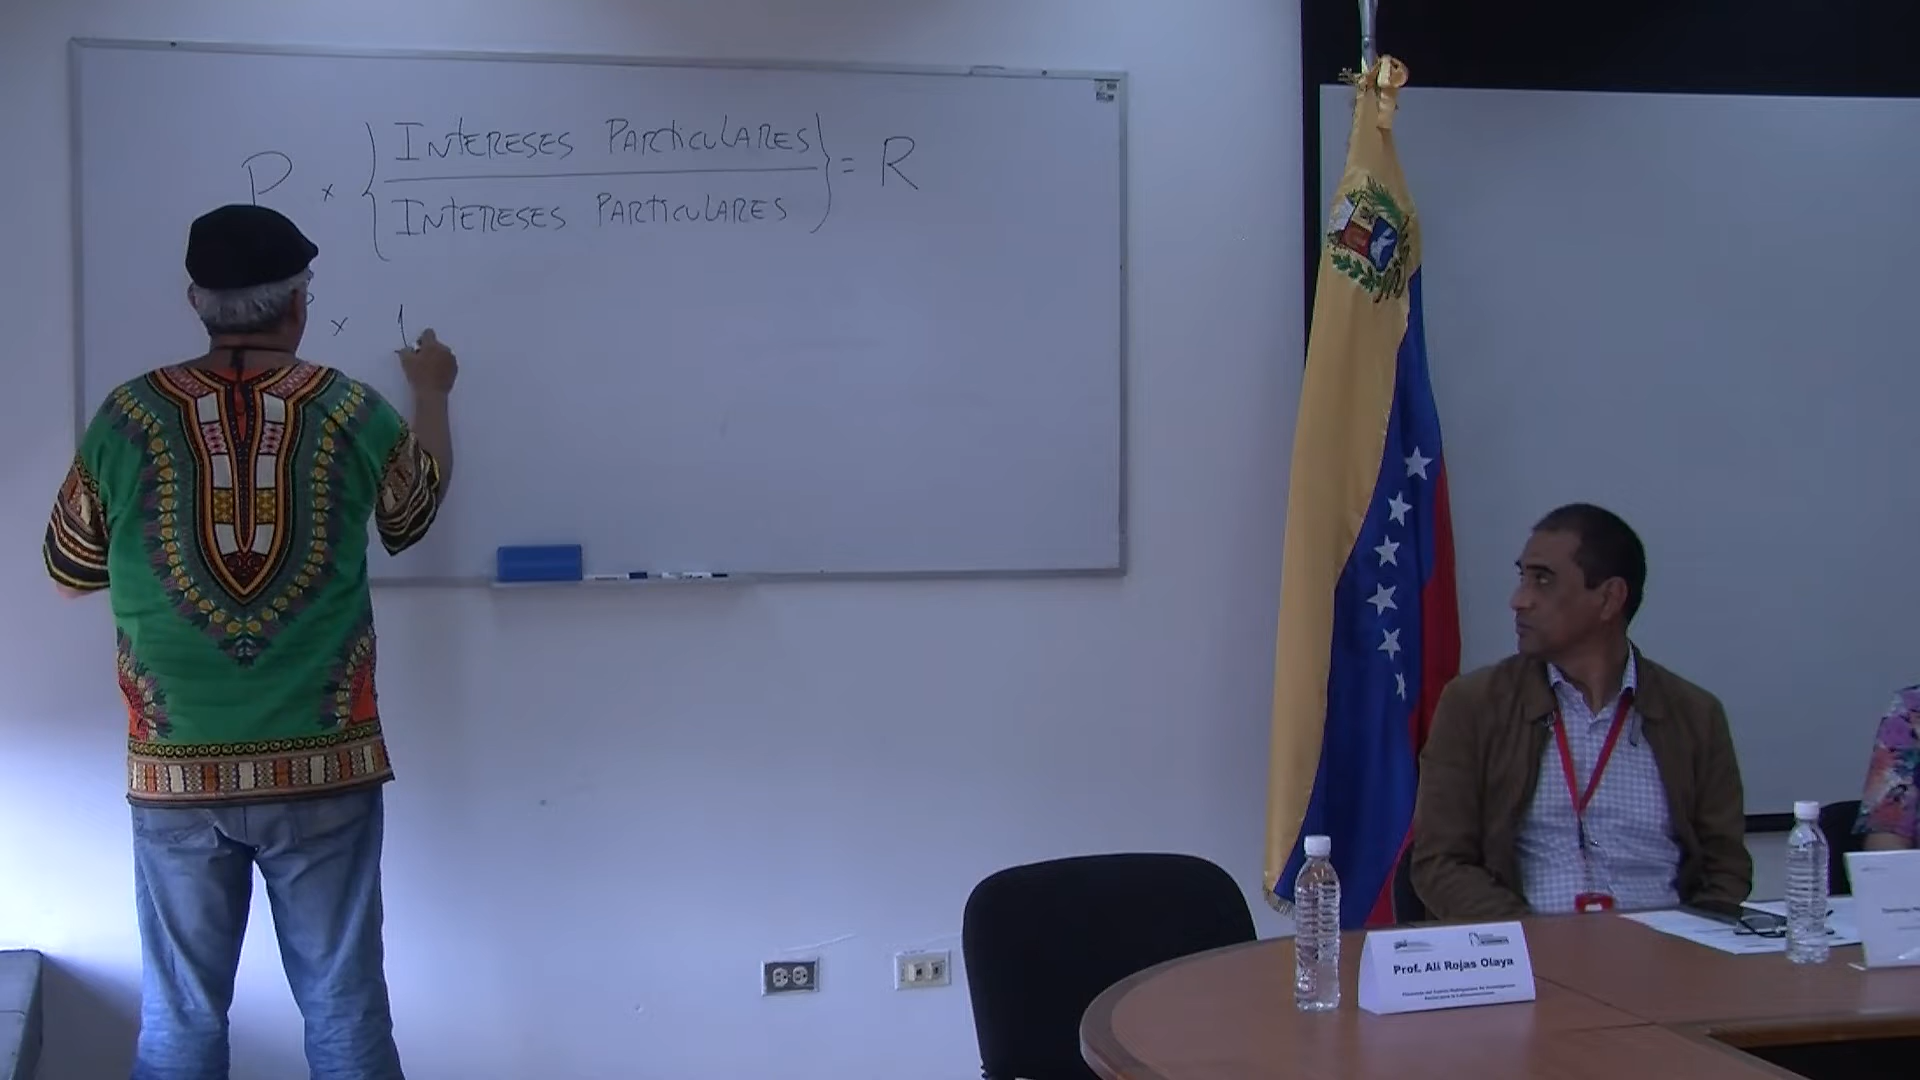 P × { INTERESES PARTICULARES / INTERESES PARTICULARES } = R
× 1
Prof. Alí Rojas Olaya